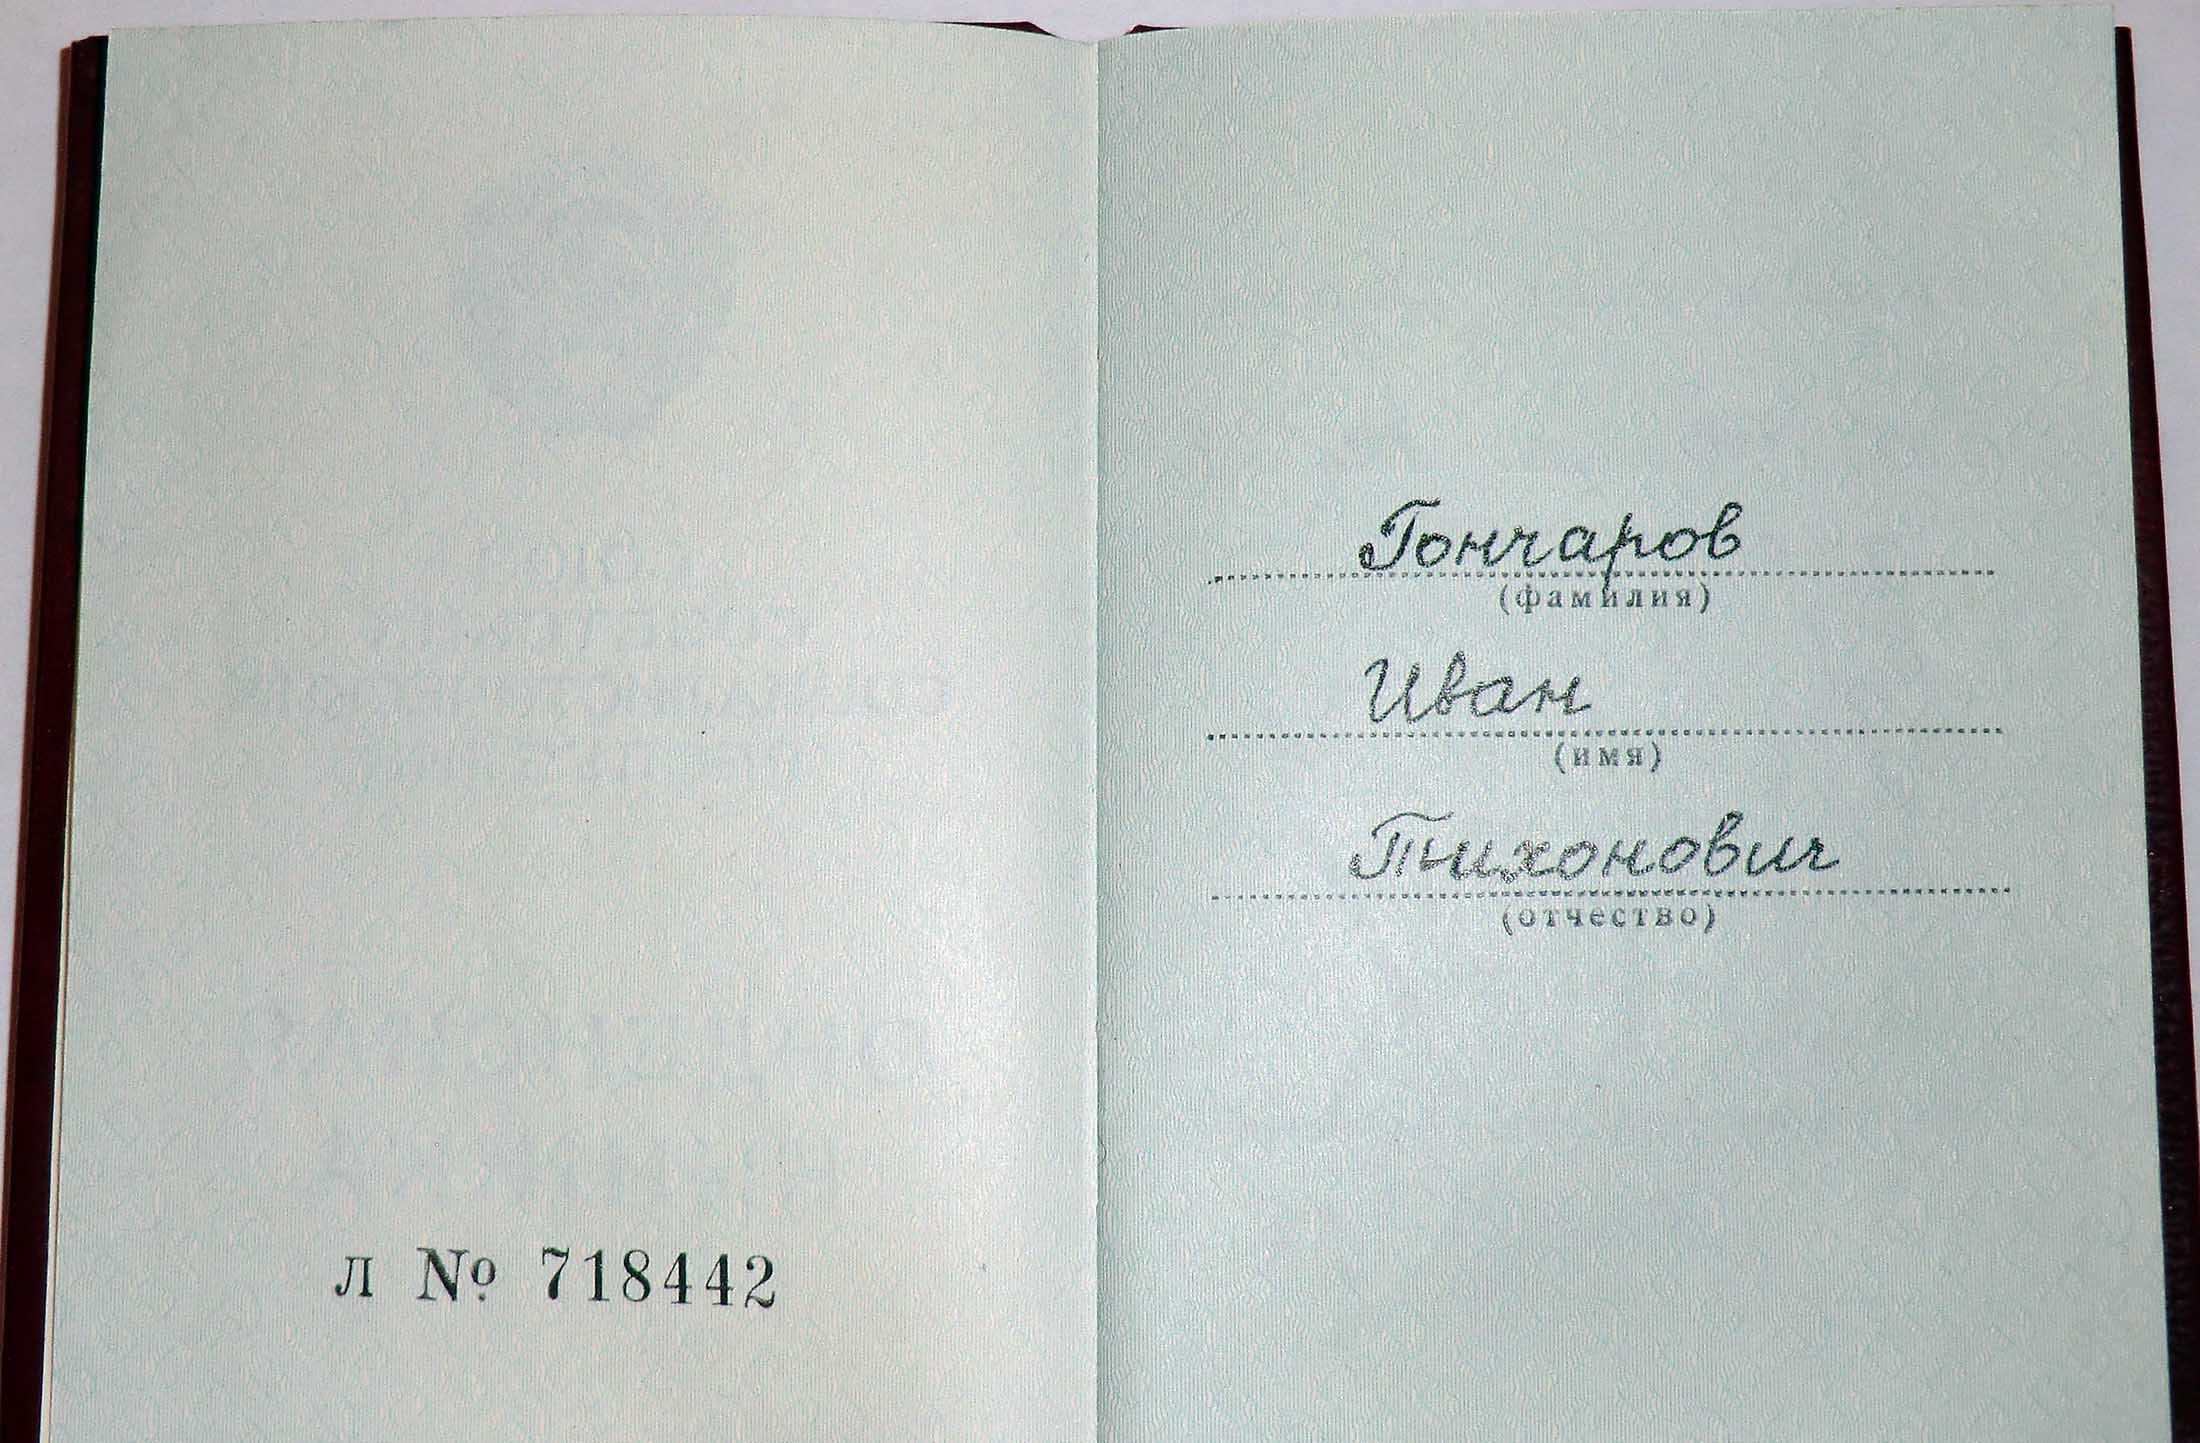 л № 718442
Гончаров
(фамилия)
Иван
(имя)
Тихонович
(отчество)